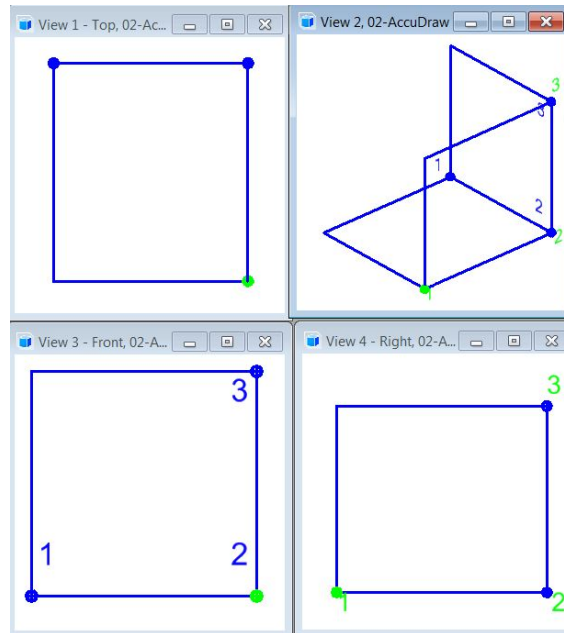 View 1 - Top, 02-Ac...
View 2, 02-AccuDraw
3
3
1
2
2
1
View 3 - Front, 02-A...
3
1 2
View 4 - Right, 02-A...
3
1 2